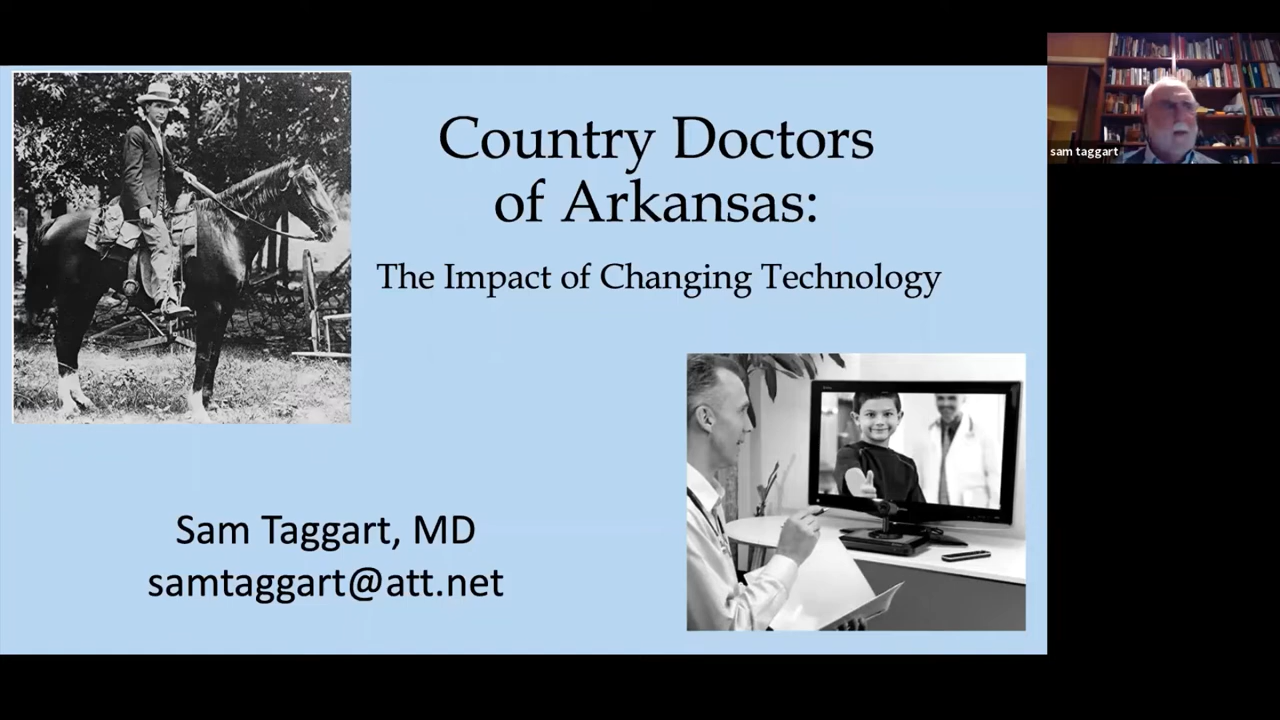 Country Doctors
of Arkansas:
The Impact of Changing Technology
Sam Taggart, MD
samtaggart@att.net
sam taggart